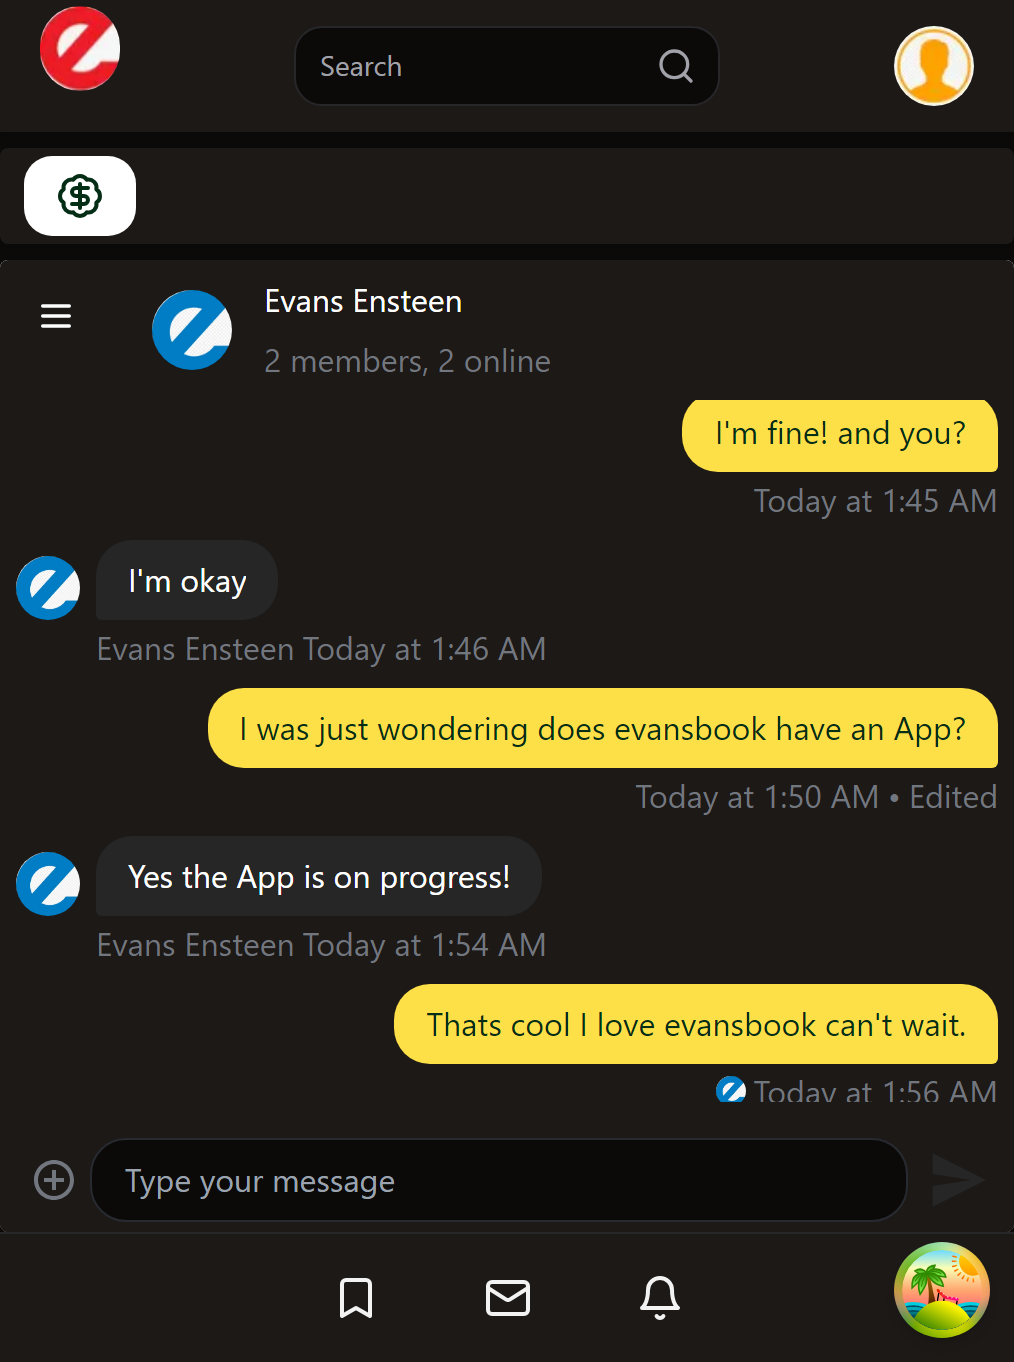 Search
Evans Ensteen
2 members, 2 online
I'm fine! and you?
Today at 1:45 AM
I'm okay
Evans Ensteen Today at 1:46 AM
I was just wondering does evansbook have an App?
Today at 1:50 AM • Edited
Yes the App is on progress!
Evans Ensteen Today at 1:54 AM
Thats cool I love evansbook can't wait.
Today at 1:56 AM
Type your message